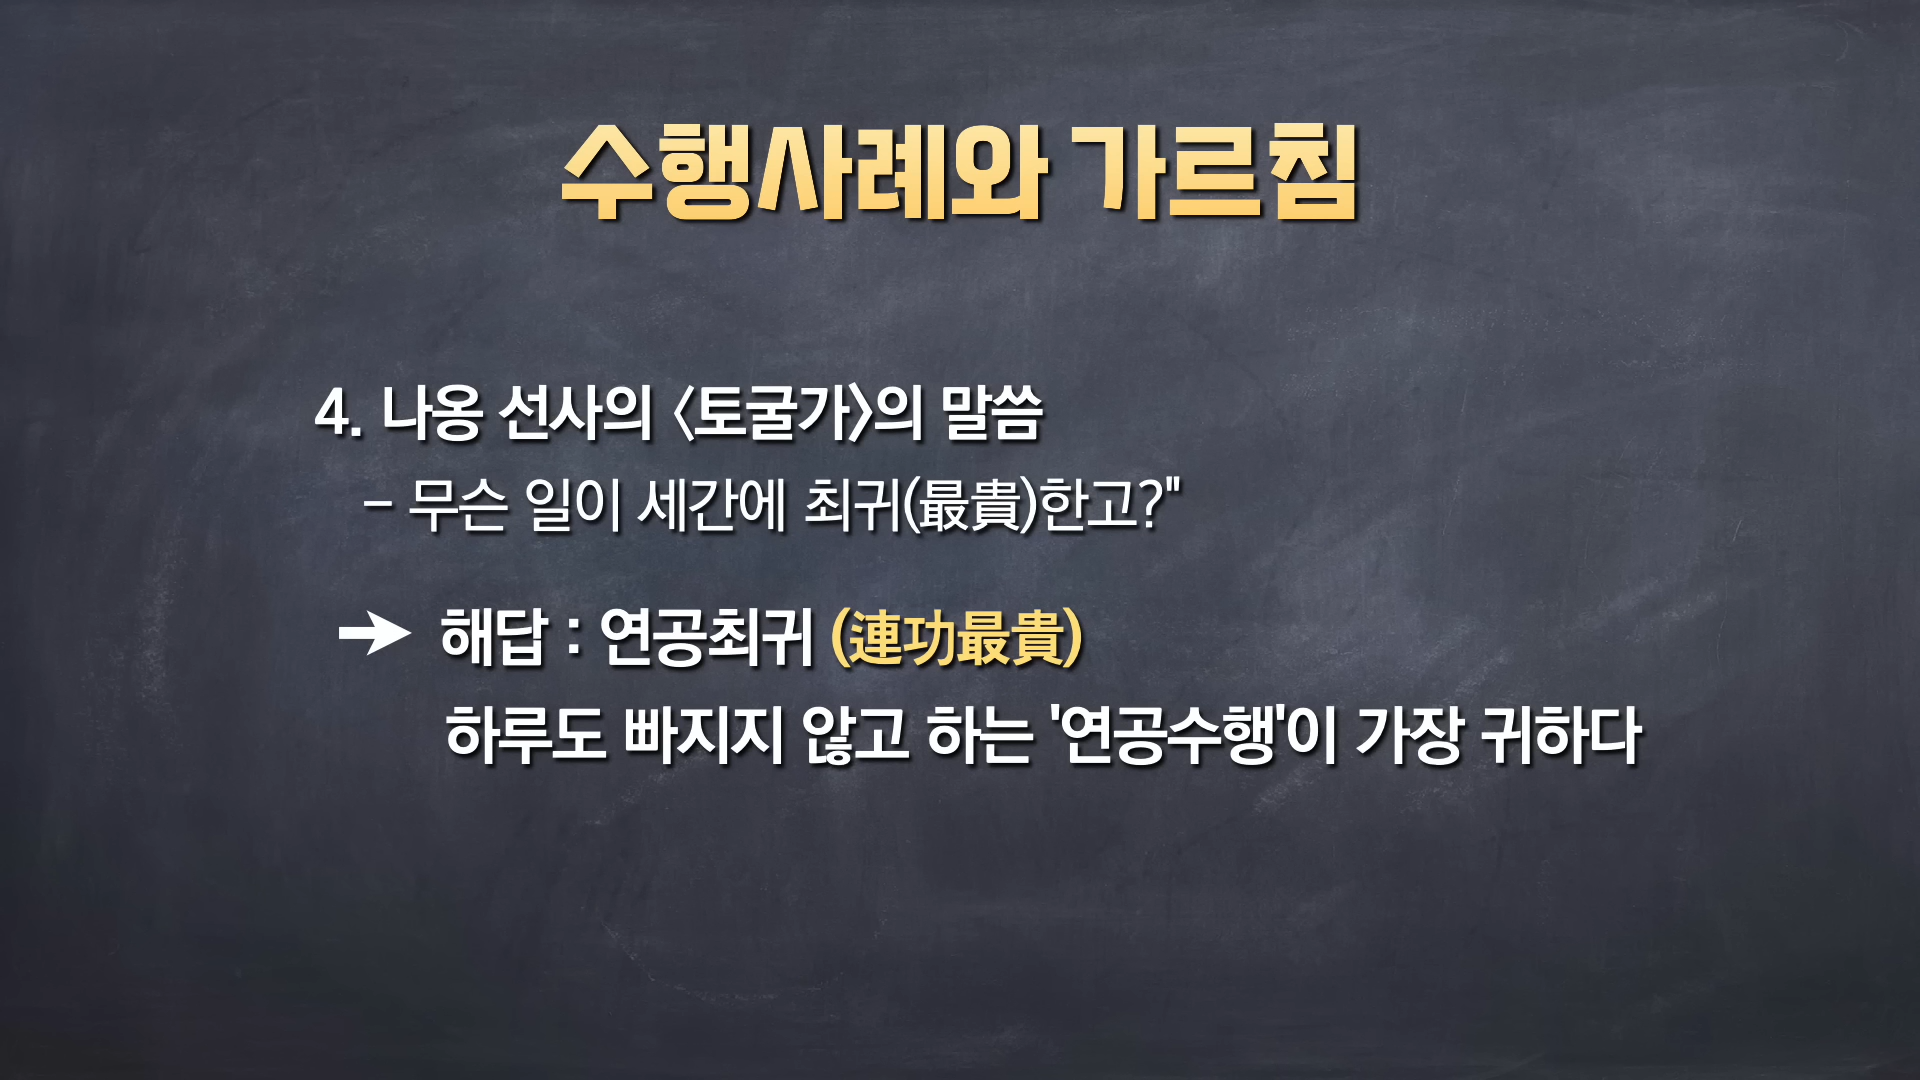 수행사례와 가르침
4. 나옹 선사의 〈토굴가〉의 말씀
- 무슨 일이 세간에 최귀(最貴)한고?"
➔ 해답 : 연공최귀 (連功最貴)
하루도 빠지지 않고 하는 '연공수행'이 가장 귀하다